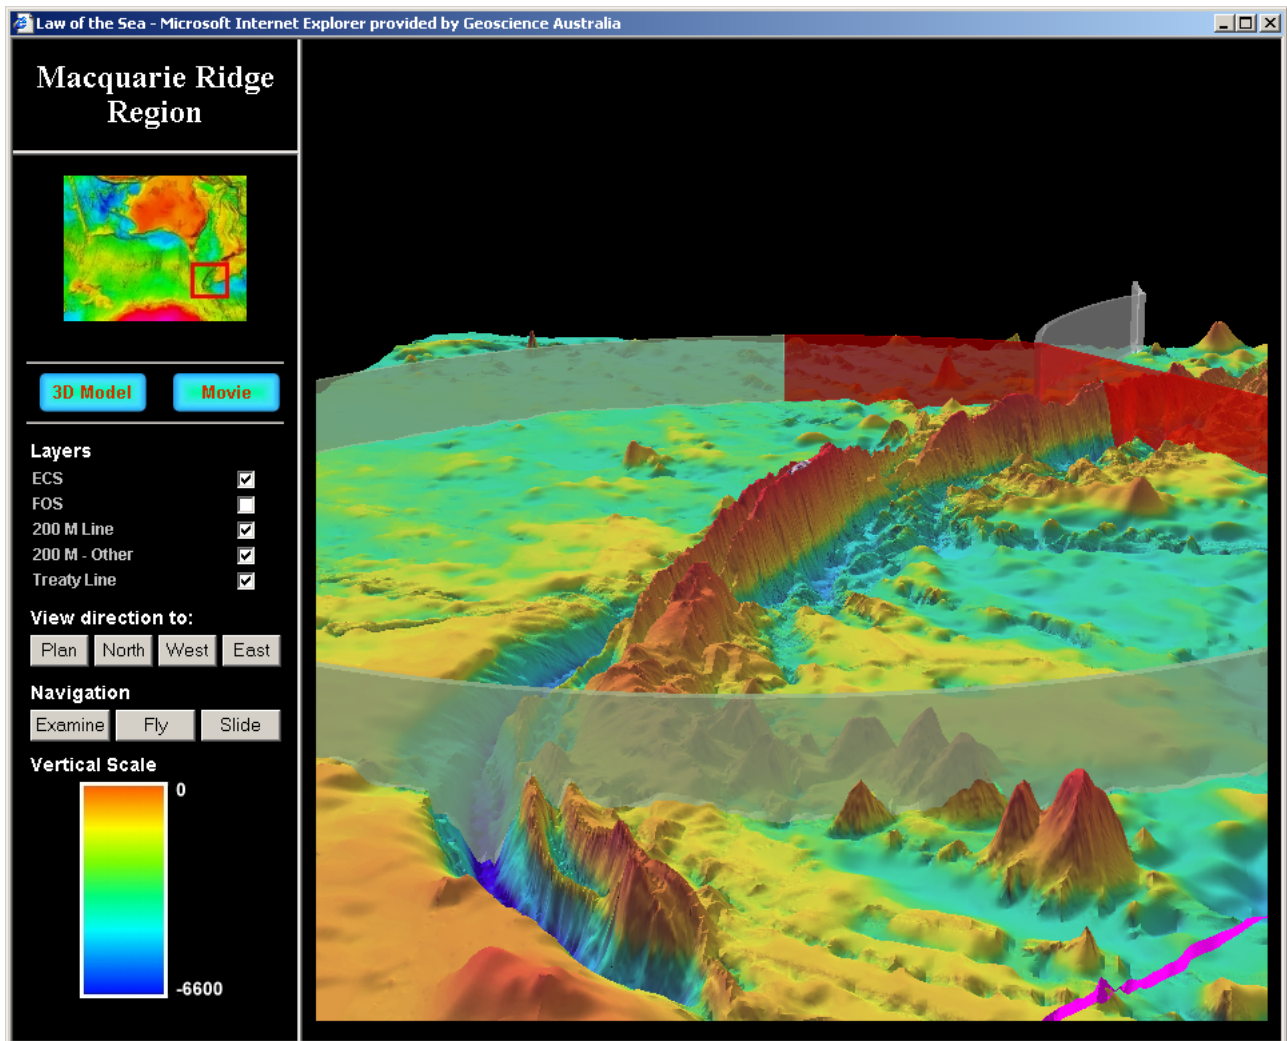 Law of the Sea - Microsoft Internet Explorer provided by Geoscience Australia
Macquarie Ridge
Region
3D Model
Movie
Layers
ECS
FOS
200 M Line
200 M - Other
Treaty Line
View direction to:
Plan North West East
Navigation
Examine Fly Slide
Vertical Scale
0
-6600